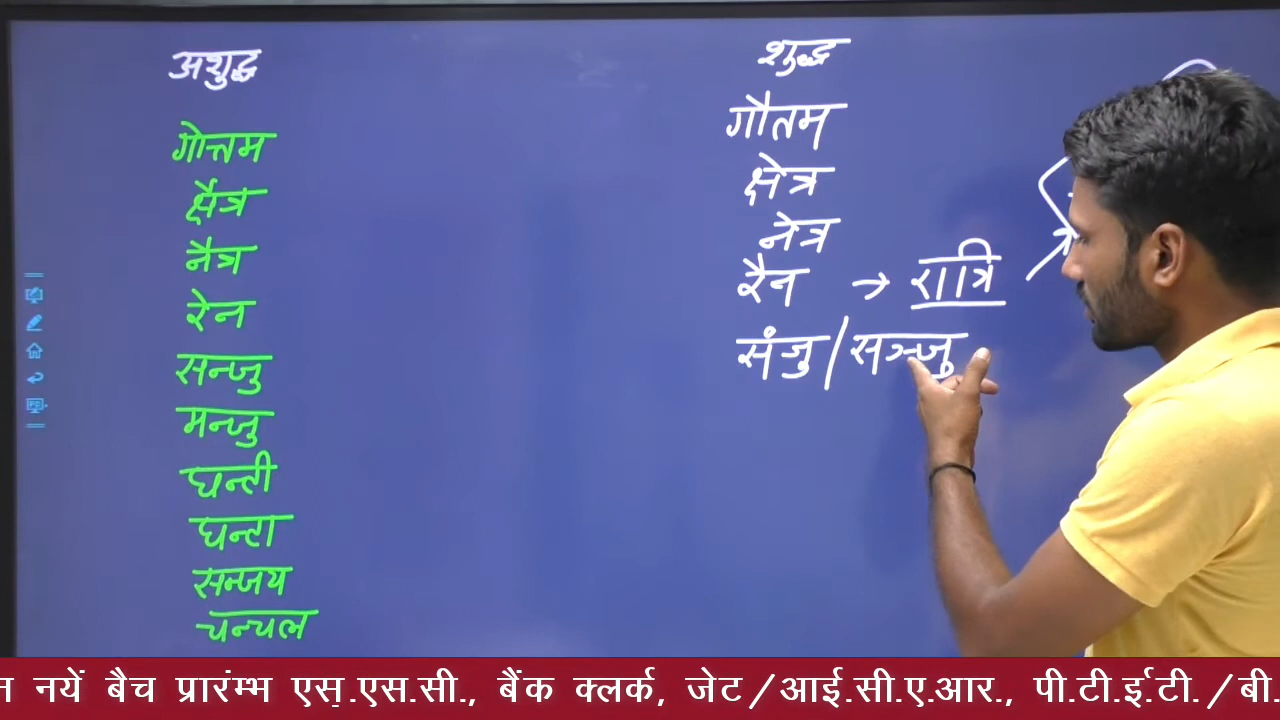 अशुद्ध
गोत्तम
क्षैत्र
नैत्र
रेन
सन्जु
मन्जु
घन्टी
घन्टा
सन्जय
चन्चल
शुद्ध
गौतम
क्षेत्र
नेत्र
रैन → रात्रि
संजु/सञ्जु
नयें बैच प्रारंम्भ एस.एस.सी., बैंक क्लर्क, जेट/आई.सी.ए.आर., पी.टी.ई.टी./बी.